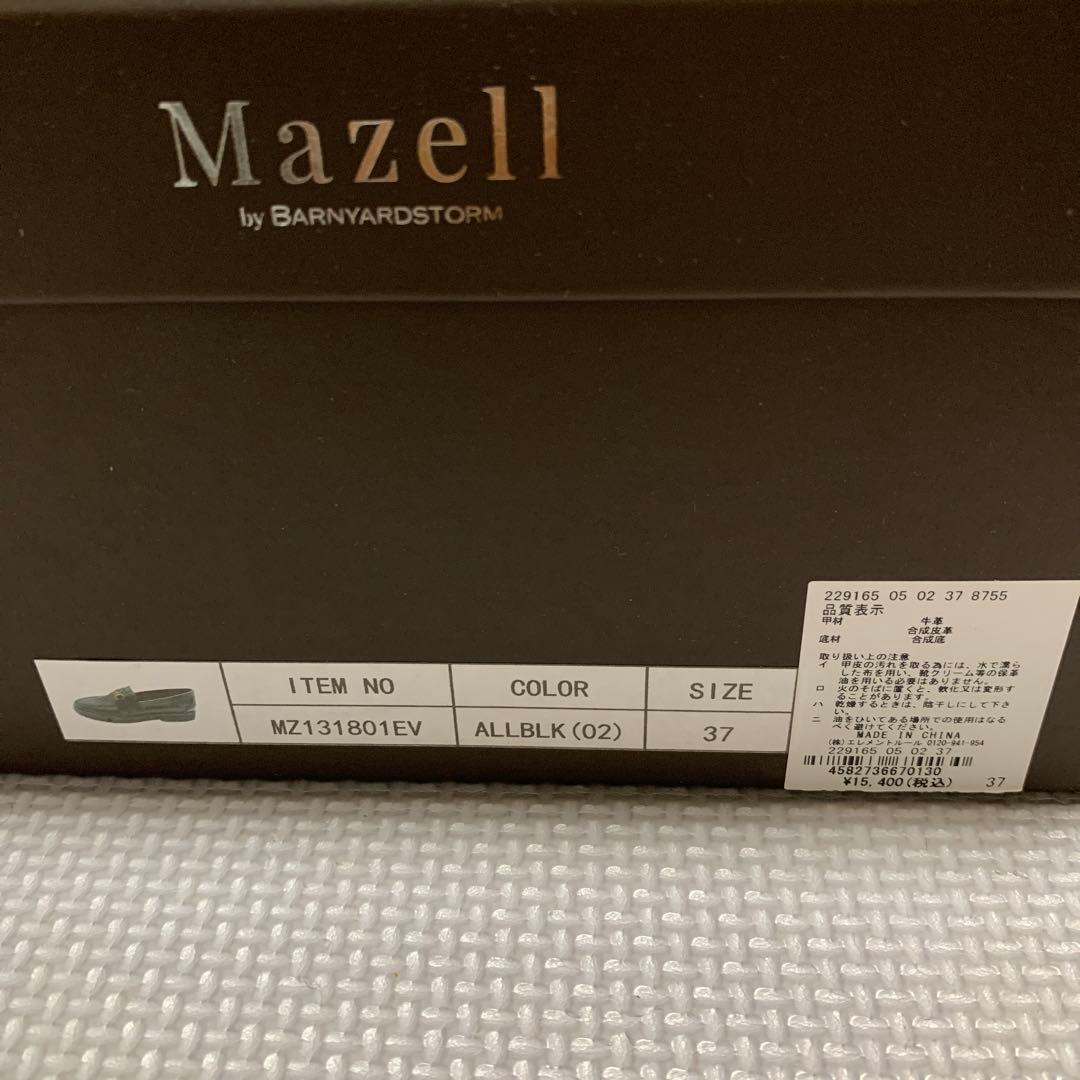 Mazell
by BARNYARDSTORM
ITEM NO COLOR SIZE
MZ131801EV ALLBLK(02) 37
229165 05 02 37 8755
品質表示
甲材 牛革
合成皮革
底材 合成底
取り扱い上の注意
イ 甲皮の汚れを取る為には、水で濡ら
した布を用い、靴クリーム等の保革
油を用いる必要はありません。
ロ 火のそばに置くと、軟化又は変形す
ることがあります。
ハ 乾燥するときは、陰干しにして下さ
い。
ニ 油をひいてある場所での使用はなる
べく避けてください。
MADE IN CHINA
(株)エレメントルール 0120-941-954
229165 05 02 37
4582736670130
¥15,400(税込) 37